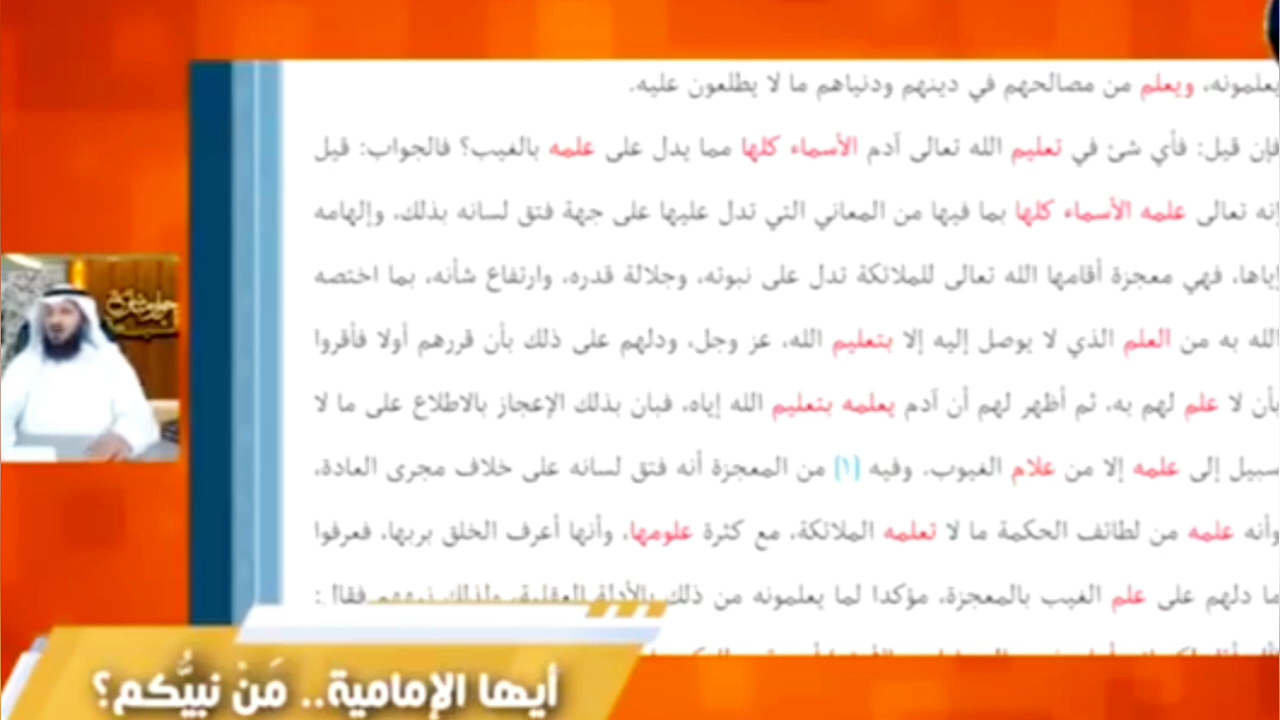 يعلمونه، ويعلم من مصالحهم في دينهم ودنياهم ما لا يطلعون عليه.
فإن قيل: فأي شئ في تعليم الله تعالى آدم الأسماء كلها مما يدل على علمه بالغيب؟ فالجواب: قيل
إنه تعالى علمه الأسماء كلها بما فيها من المعاني التي تدل عليها على جهة فتق لسانه بذلك، وإلهامه
إياها، فهي معجزة أقامها الله تعالى للملائكة تدل على نبوته، وجلالة قدره، وارتفاع شأنه، بما اختصه
الله به من العلم الذي لا يوصل إليه إلا بتعليم الله، عز وجل، ودلهم على ذلك بأن قررهم أولا فأقروا
بأن لا علم لهم به، ثم أظهر لهم أن آدم يعلمه بتعليم الله إياه، فبان بذلك الإعجاز بالاطلاع على ما لا
سبيل إلى علمه إلا من علام الغيوب. وفيه (١) من المعجزة أنه فتق لسانه على خلاف مجرى العادة،
وأنه علمه من لطائف الحكمة ما لا تعلمه الملائكة، مع كثرة علومها، وأنها أعرف الخلق بربها، فعرفوا
ما دلهم على علم الغيب بالمعجزة، مؤكدا لما يعلمونه من ذلك بالأدلة العقلية، ولذلك نبههم فقال:
أيها الإمامية.. مَنْ نبيُّكم؟